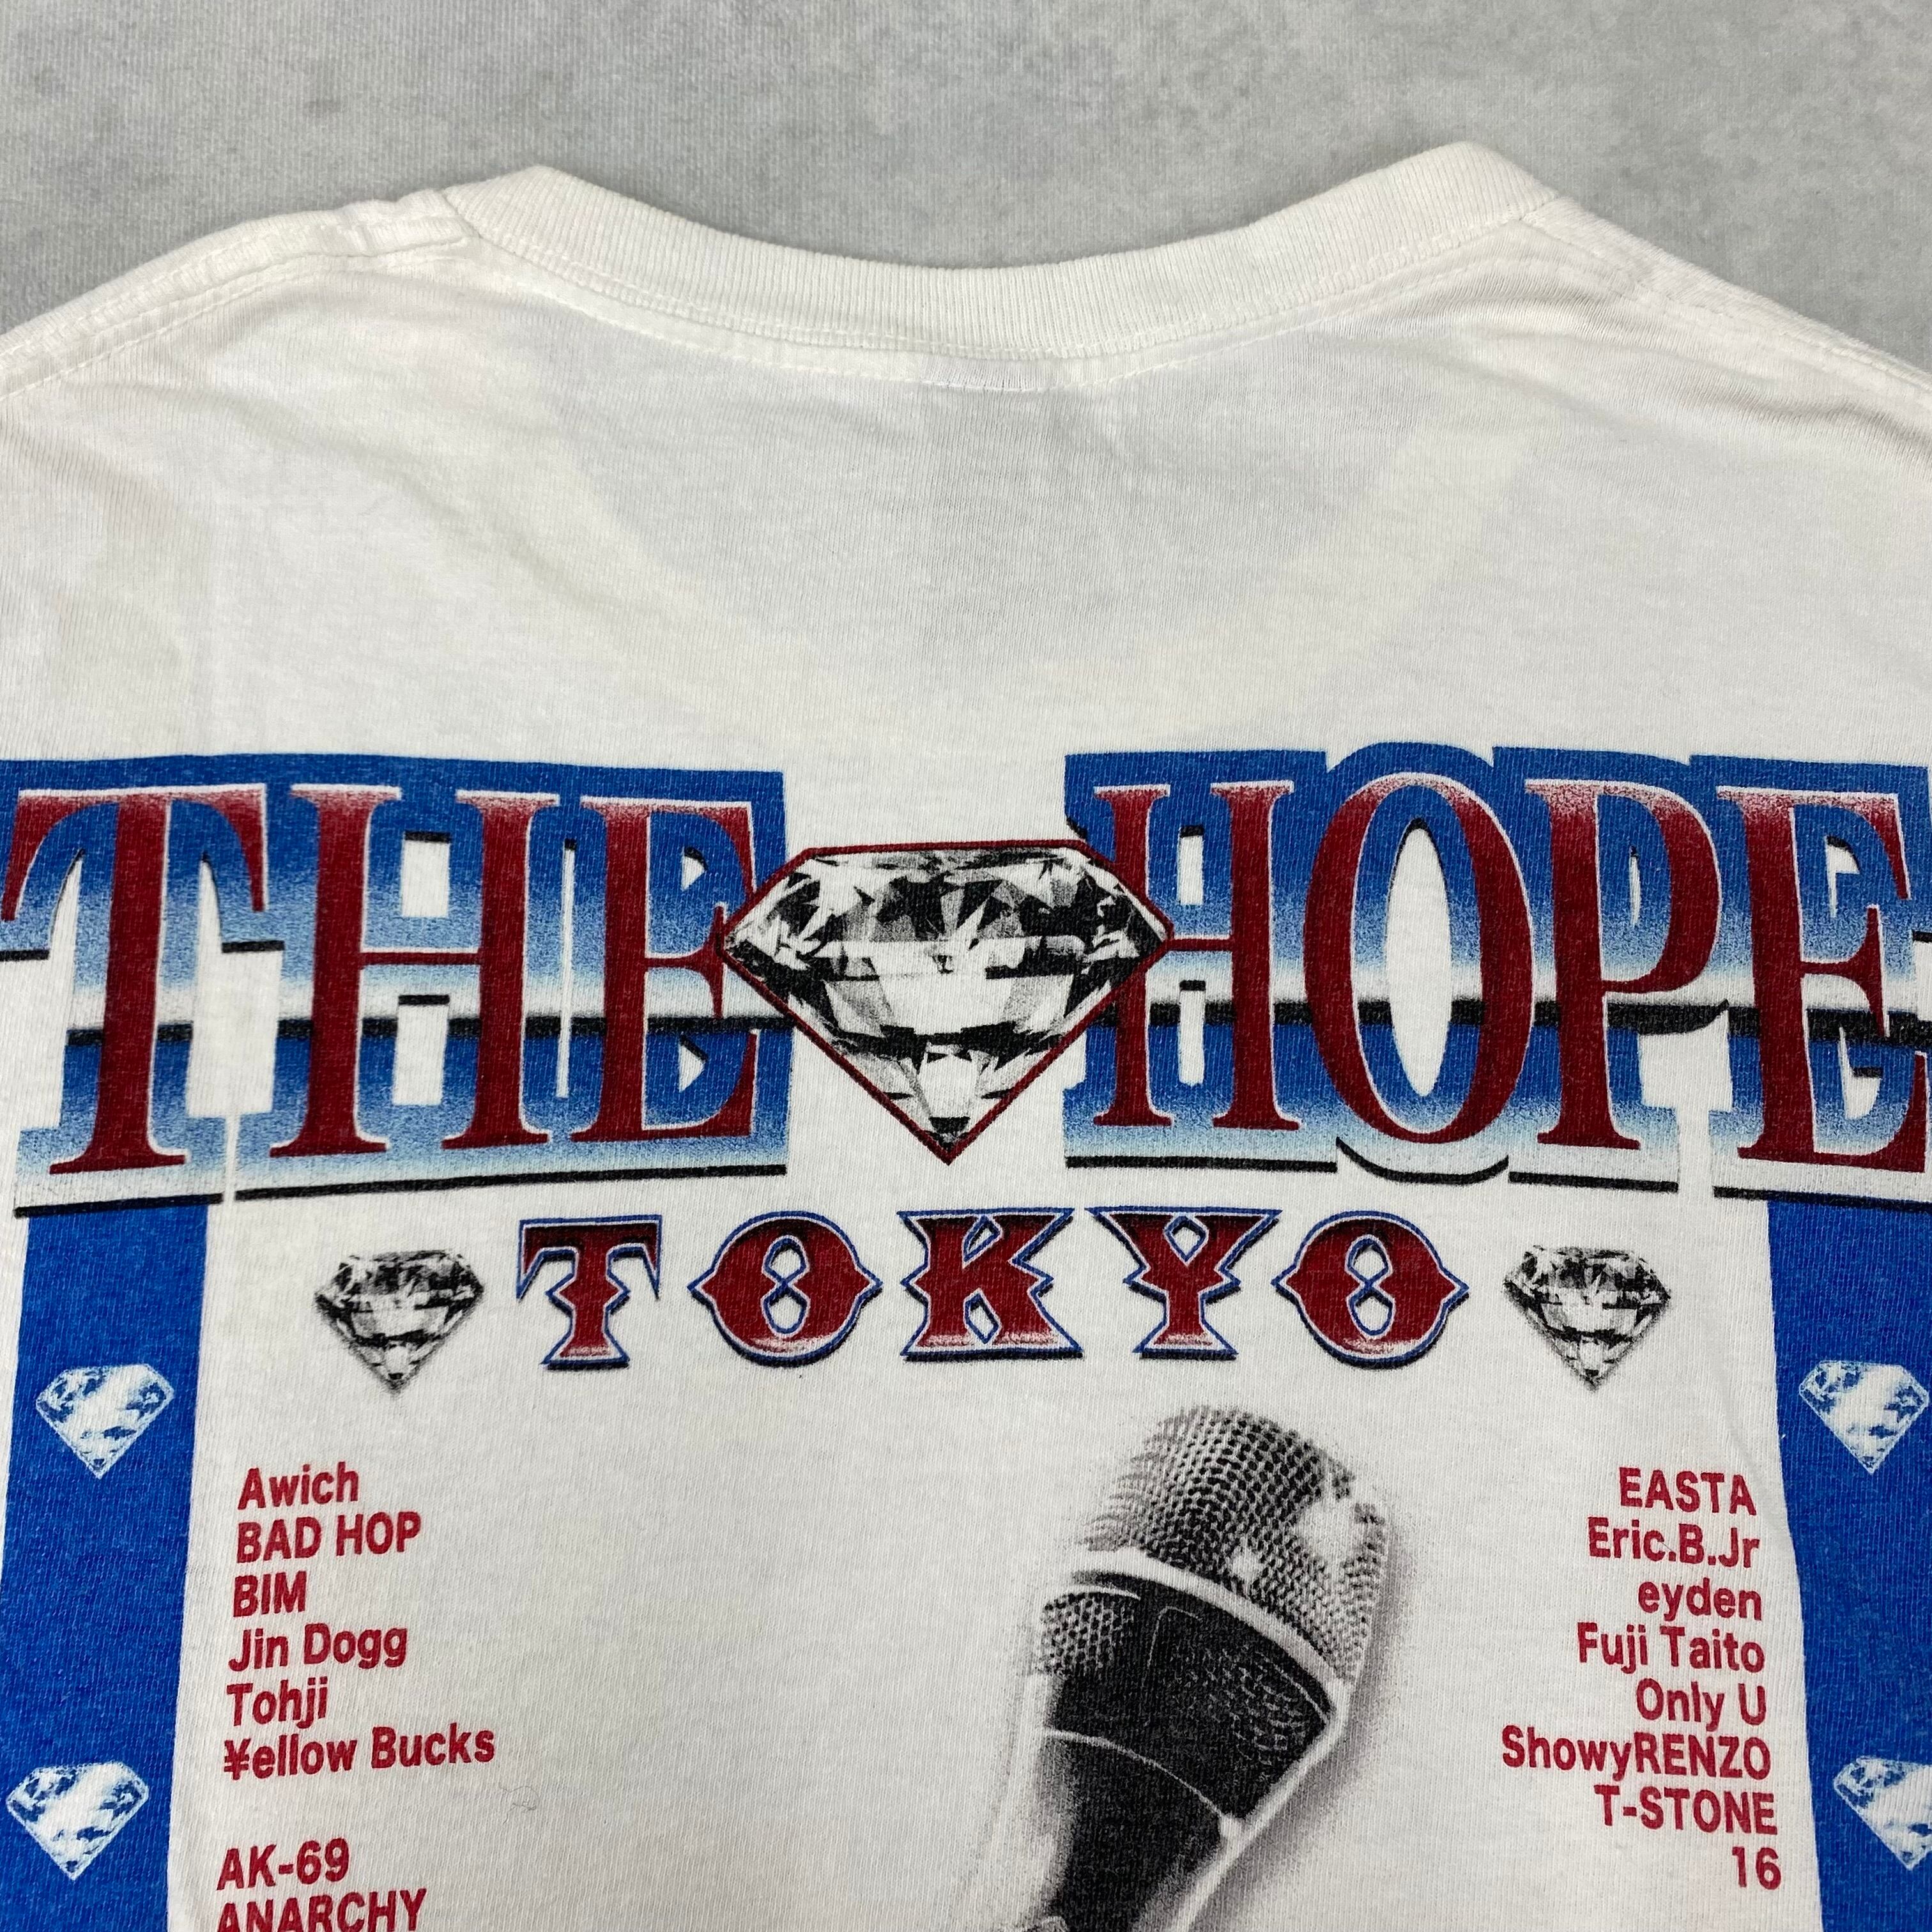 THE HOPE
TOKYO
Awich
BAD HOP
BIM
Jin Dogg
Tohji
¥ellow Bucks
AK-69
ANARCHY
EASTA
Eric.B.Jr
eyden
Fuji Taito
Only U
ShowyRENZO
T-STONE
16